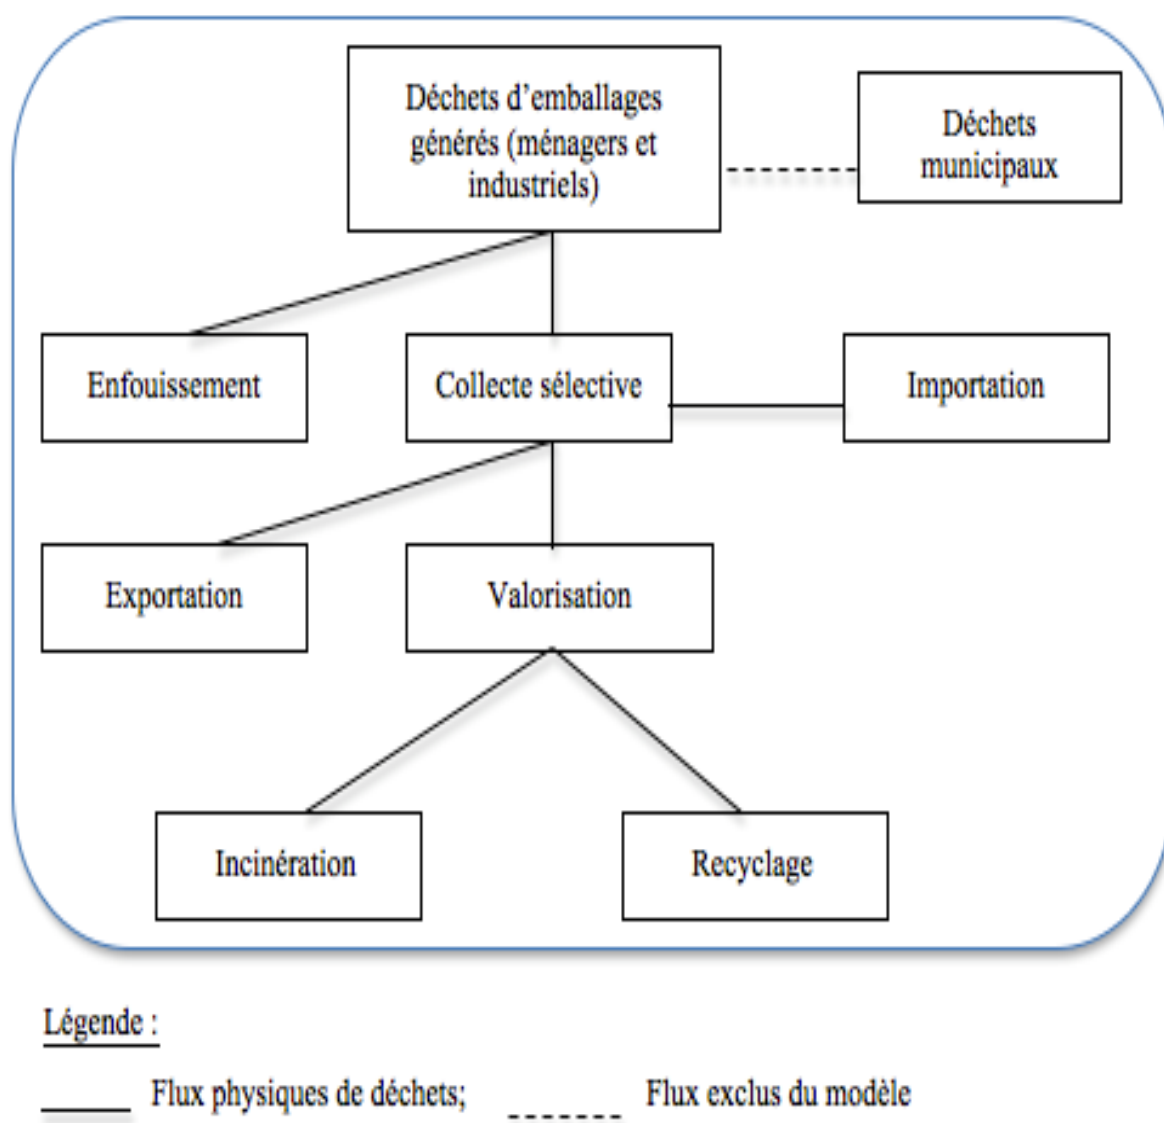 Déchets d’emballages
générés (ménagers et
industriels)
Déchets
municipaux
Enfouissement
Collecte sélective
Importation
Exportation
Valorisation
Incinération
Recyclage
Légende :
Flux physiques de déchets;
Flux exclus du modèle